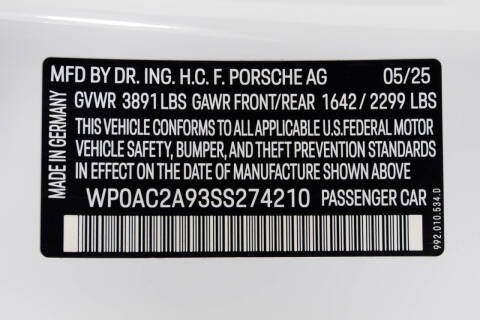 MFD BY DR. ING. H.C. F. PORSCHE AG 05/25
GVWR 3891 LBS GAWR FRONT/REAR 1642 / 2299 LBS
THIS VEHICLE CONFORMS TO ALL APPLICABLE U.S.FEDERAL MOTOR
VEHICLE SAFETY, BUMPER, AND THEFT PREVENTION STANDARDS
IN EFFECT ON THE DATE OF MANUFACTURE SHOWN ABOVE
WP0AC2A93SS274210 PASSENGER CAR
MADE IN GERMANY
992.010.534.D